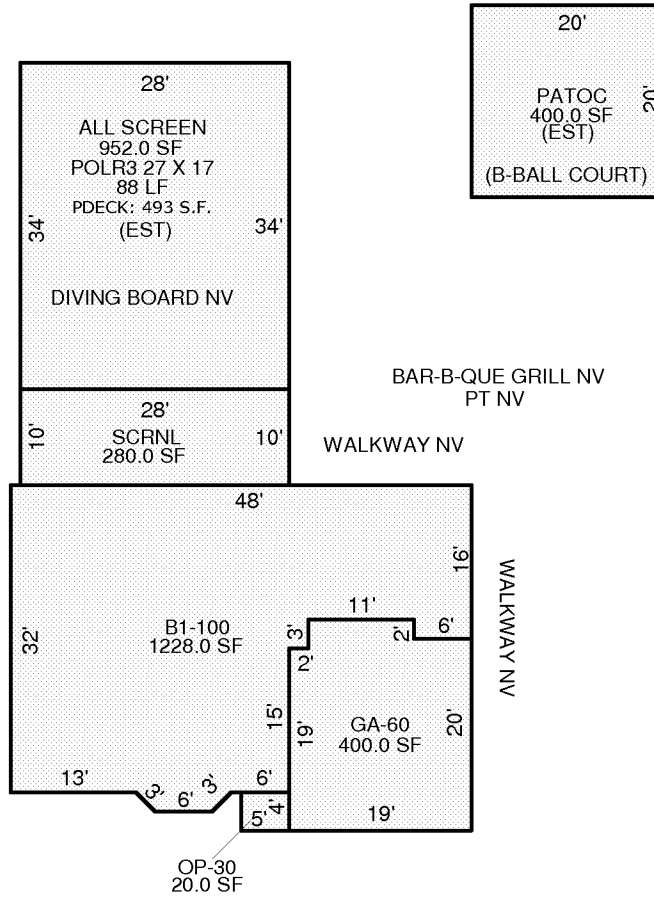 20'
PATOC
400.0 SF
(EST)
20'
(B-BALL COURT)
28'
ALL SCREEN
952.0 SF
POLR3 27 X 17
88 LF
PDECK: 493 S.F.
(EST)
34'
34'
DIVING BOARD NV
BAR-B-QUE GRILL NV
PT NV
28'
SCRNL
280.0 SF
10'
10'
WALKWAY NV
48'
16'
WALKWAY NV
B1-100
1228.0 SF
32'
11'
3'
2'
6'
2'
15'
19'
GA-60
400.0 SF
20'
13'
3'
6'
3'
6'
4'
5'
19'
OP-30
20.0 SF